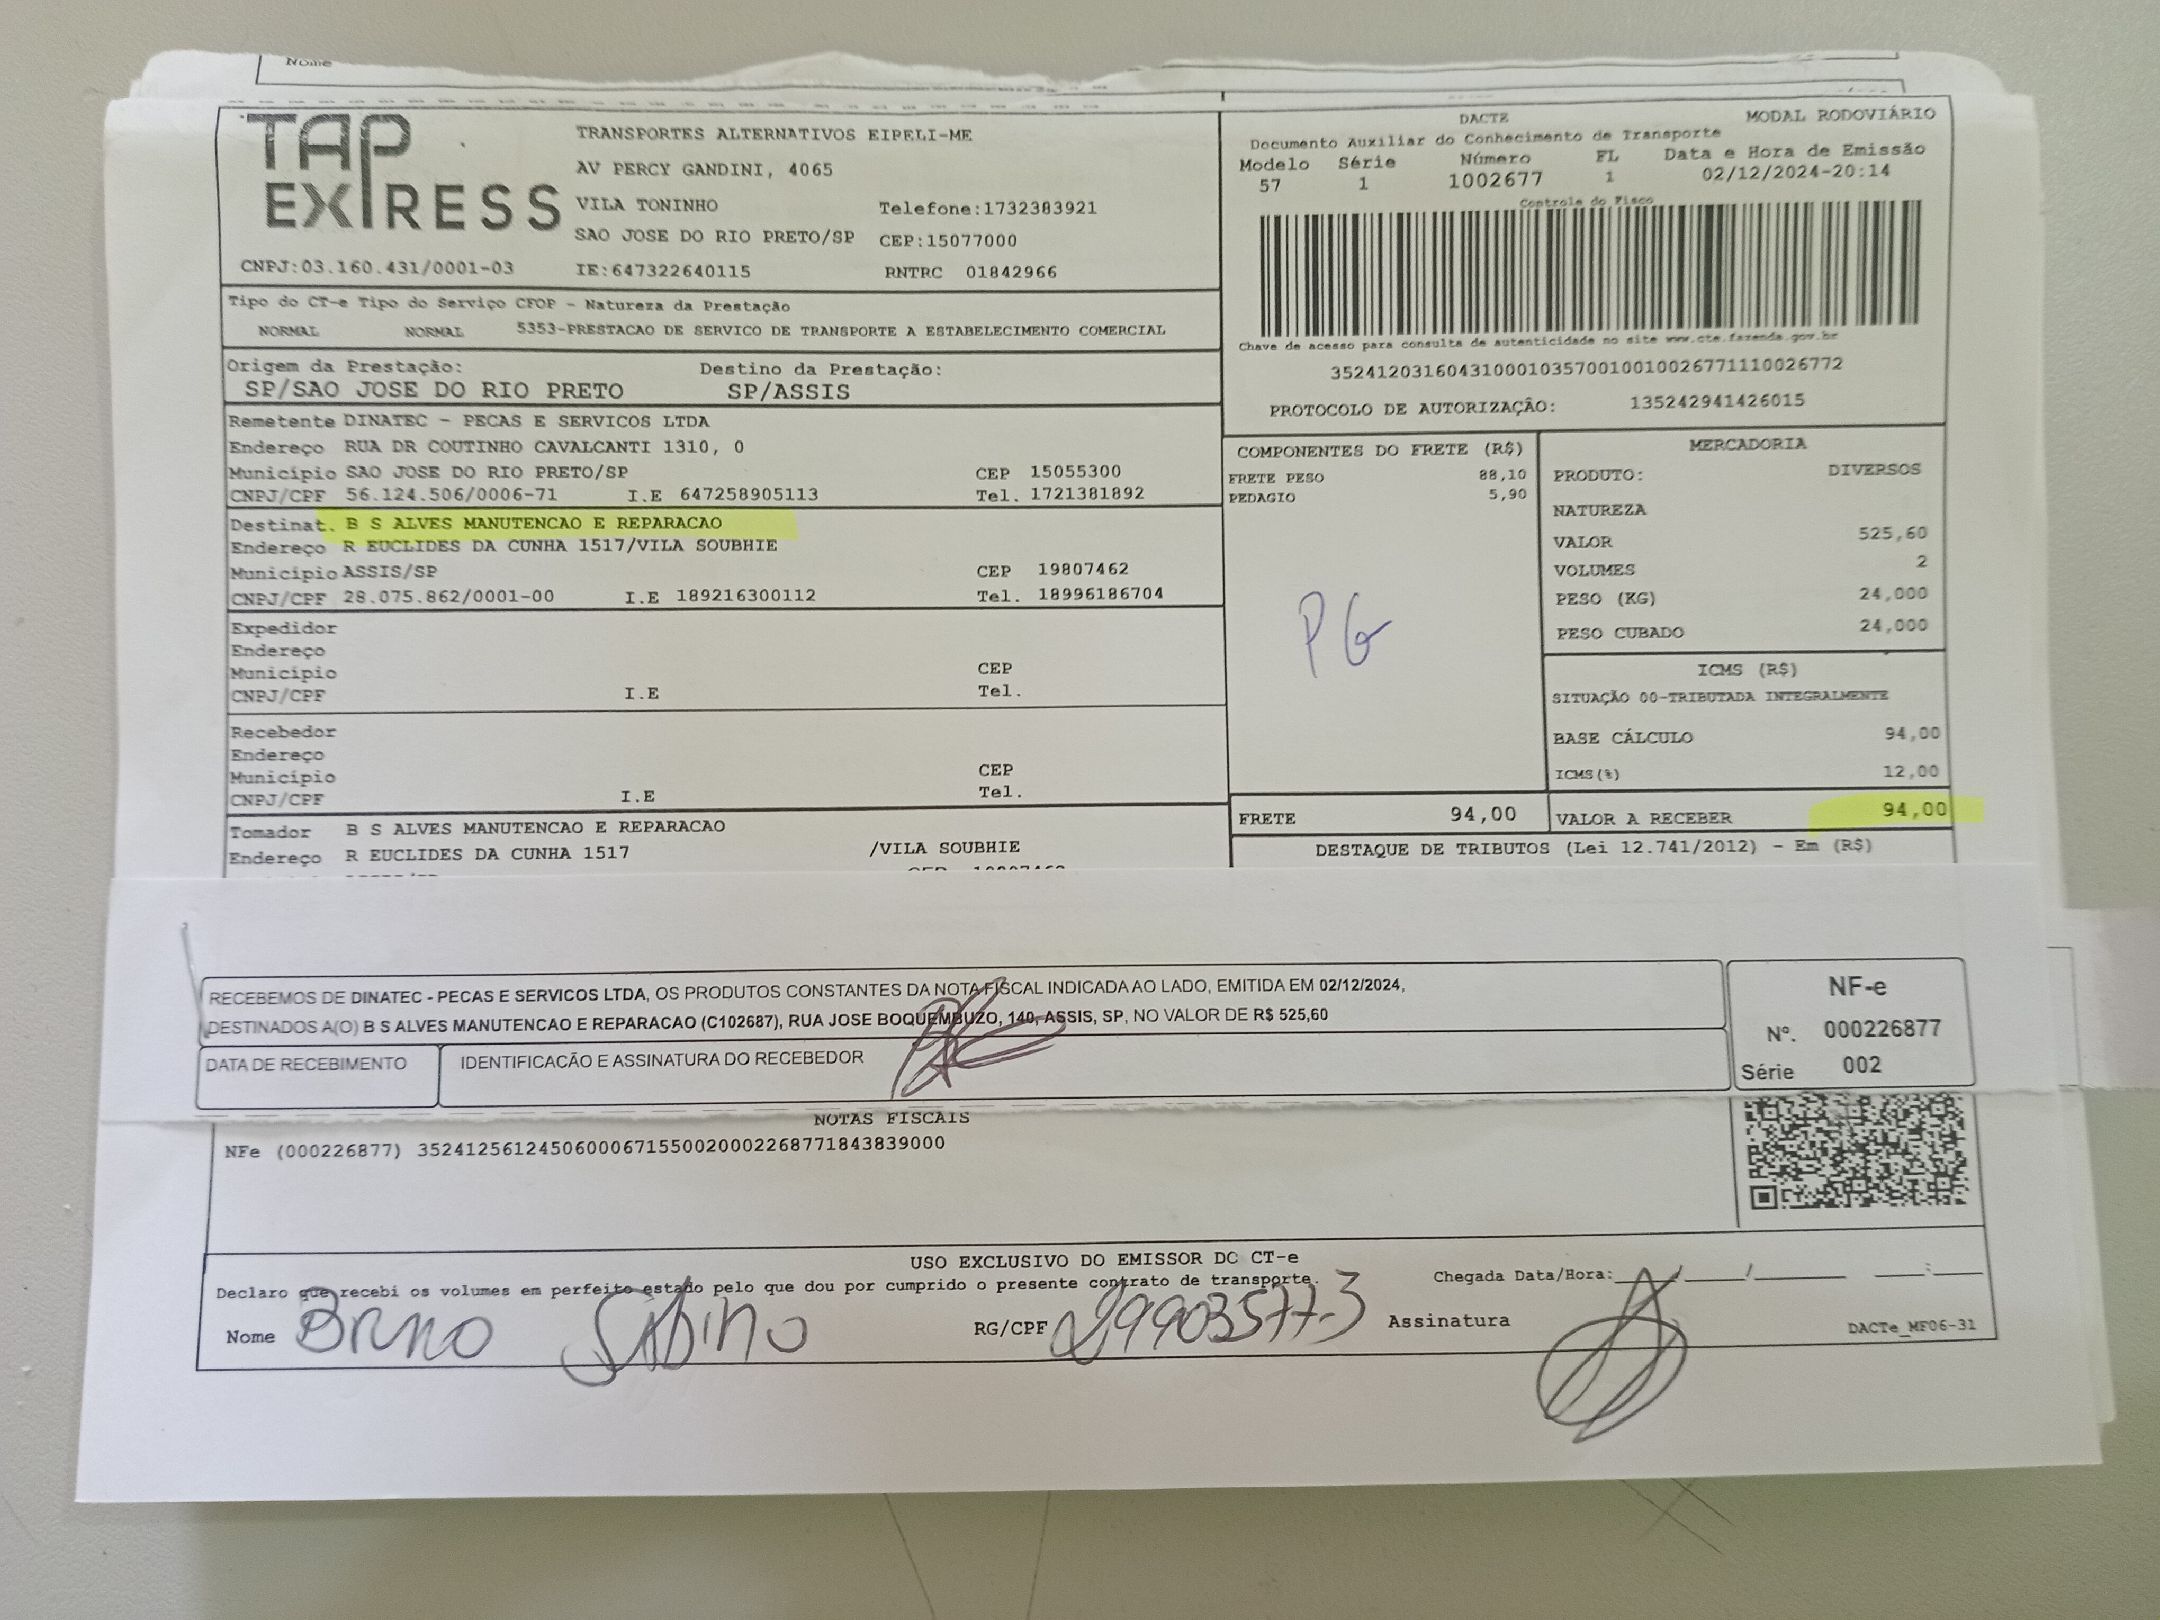 Nome
TAP EXPRESS
TRANSPORTES ALTERNATIVOS EIPELI-ME
AV PERCY GANDINI, 4065
VILA TONINHO Telefone:1732383921
SAO JOSE DO RIO PRETO/SP CEP:15077000
CNPJ:03.160.431/0001-03 IE:647322640115 RNTRC 01842966
DACTE MODAL RODOVIÁRIO
Documento Auxiliar do Conhecimento de Transporte
Modelo Série Número FL Data e Hora de Emissão
57 1 1002677 1 02/12/2024-20:14
Controle do Fisco
Chave de acesso para consulta de autenticidade no site www.cte.fazenda.gov.br
35241203160431000103570010010026771110026772
PROTOCOLO DE AUTORIZAÇÃO: 135242941426015
Tipo do CT-e Tipo do Serviço CFOP - Natureza da Prestação
NORMAL NORMAL 5353-PRESTACAO DE SERVICO DE TRANSPORTE A ESTABELECIMENTO COMERCIAL
Origem da Prestação: Destino da Prestação:
SP/SAO JOSE DO RIO PRETO SP/ASSIS
Remetente DINATEC - PECAS E SERVICOS LTDA
Endereço RUA DR COUTINHO CAVALCANTI 1310, 0
Município SAO JOSE DO RIO PRETO/SP CEP 15055300
CNPJ/CPF 56.124.506/0006-71 I.E 647258905113 Tel. 1721381892
Destinat. B S ALVES MANUTENCAO E REPARACAO
Endereço R EUCLIDES DA CUNHA 1517/VILA SOUBHIE
Município ASSIS/SP CEP 19807462
CNPJ/CPF 28.075.862/0001-00 I.E 189216300112 Tel. 18996186704
Expedidor
Endereço
Município CEP
CNPJ/CPF I.E Tel.
Recebedor
Endereço
Município CEP
CNPJ/CPF I.E Tel.
Tomador B S ALVES MANUTENCAO E REPARACAO
Endereço R EUCLIDES DA CUNHA 1517 /VILA SOUBHIE
COMPONENTES DO FRETE (R$)
FRETE PESO 88,10
PEDAGIO 5,90
PG
MERCADORIA
PRODUTO: DIVERSOS
NATUREZA
VALOR 525,60
VOLUMES 2
PESO (KG) 24,000
PESO CUBADO 24,000
ICMS (R$)
SITUAÇÃO 00-TRIBUTADA INTEGRALMENTE
BASE CÁLCULO 94,00
ICMS(%) 12,00
FRETE 94,00 VALOR A RECEBER 94,00
DESTAQUE DE TRIBUTOS (Lei 12.741/2012) - Em (R$)
RECEBEMOS DE DINATEC - PECAS E SERVICOS LTDA, OS PRODUTOS CONSTANTES DA NOTA FISCAL INDICADA AO LADO, EMITIDA EM 02/12/2024,
DESTINADOS A(O) B S ALVES MANUTENCAO E REPARACAO (C102687), RUA JOSE BOQUEMBUZO, 140, ASSIS, SP, NO VALOR DE R$ 525,60
DATA DE RECEBIMENTO IDENTIFICAÇÃO E ASSINATURA DO RECEBEDOR
NF-e
Nº. 000226877
Série 002
NOTAS FISCAIS
NFe (000226877) 35241256124506000671550020002268771843839000
USO EXCLUSIVO DO EMISSOR DO CT-e
Declaro que recebi os volumes em perfeito estado pelo que dou por cumprido o presente contrato de transporte. Chegada Data/Hora: / / :
Nome Bruno Sabino RG/CPF 29903577-3 Assinatura
DACTe_MF06-31